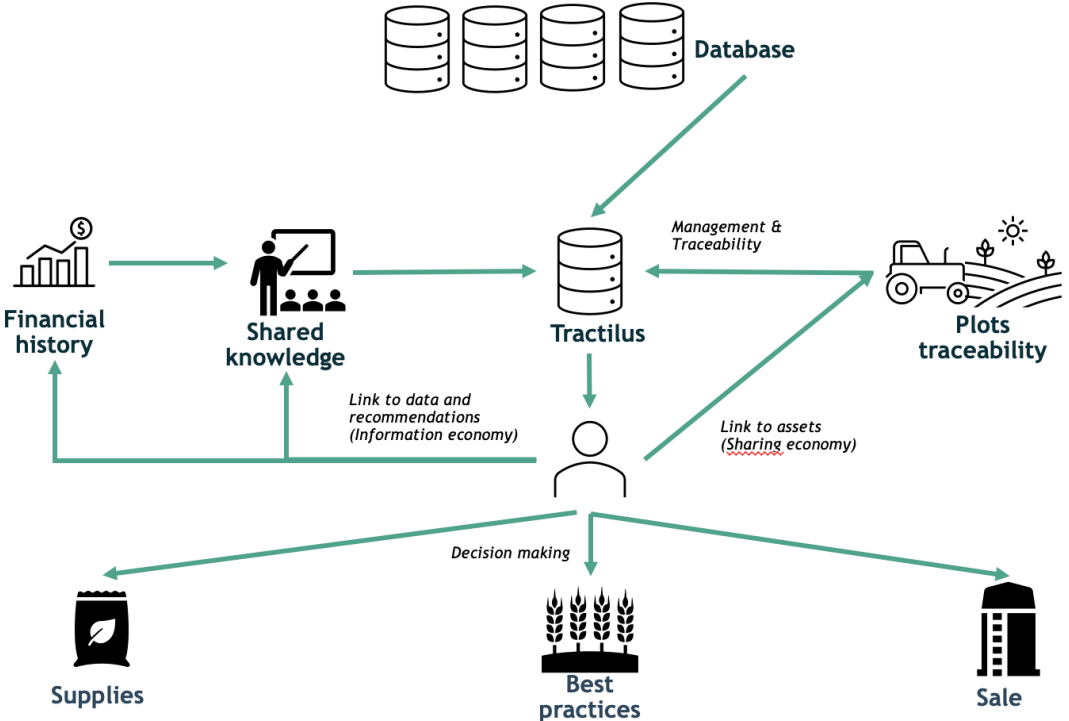 Database
Management &
Traceability
Financial
history
Shared
knowledge
Tractilus
Plots
traceability
Link to data and
recommendations
(Information economy)
Link to assets
(Sharing economy)
Decision making
Supplies
Best
practices
Sale
$